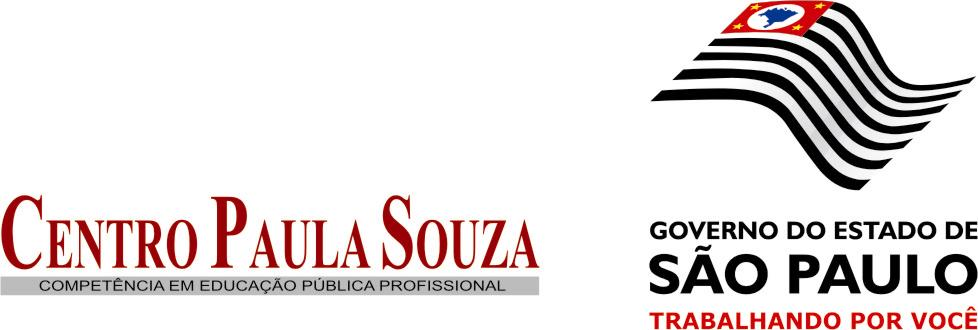 CENTRO PAULA SOUZA
COMPETÊNCIA EM EDUCAÇÃO PÚBLICA PROFISSIONAL
GOVERNO DO ESTADO DE
SÃO PAULO
TRABALHANDO POR VOCÊ